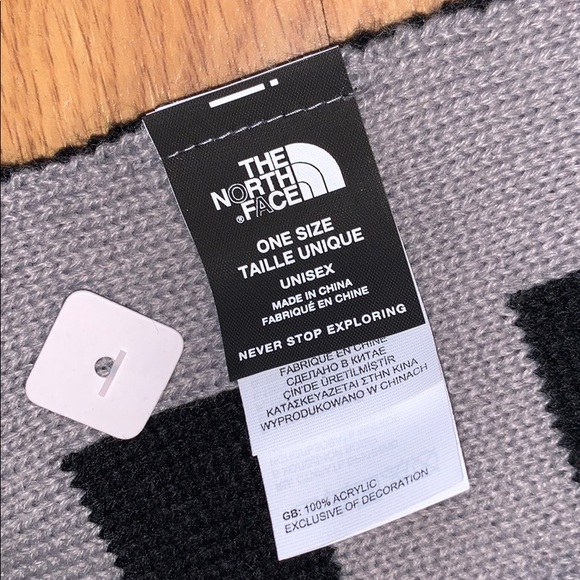 THE
NORTH
FACE
ONE SIZE
TAILLE UNIQUE
UNISEX
MADE IN CHINA
FABRIQUÉ EN CHINE
NEVER STOP EXPLORING
FABRIQUE EN CHINE
СДЕЛАНО В КИТАЕ
ÇİN'DE ÜRETİLMİŞTİR
ΚΑΤΑΣΚΕΥΑΖΕΤΑΙ ΣΤΗΝ ΚΙΝΑ
WYPRODUKOWANO W CHINACH
GB: 100% ACRYLIC
EXCLUSIVE OF DECORATION